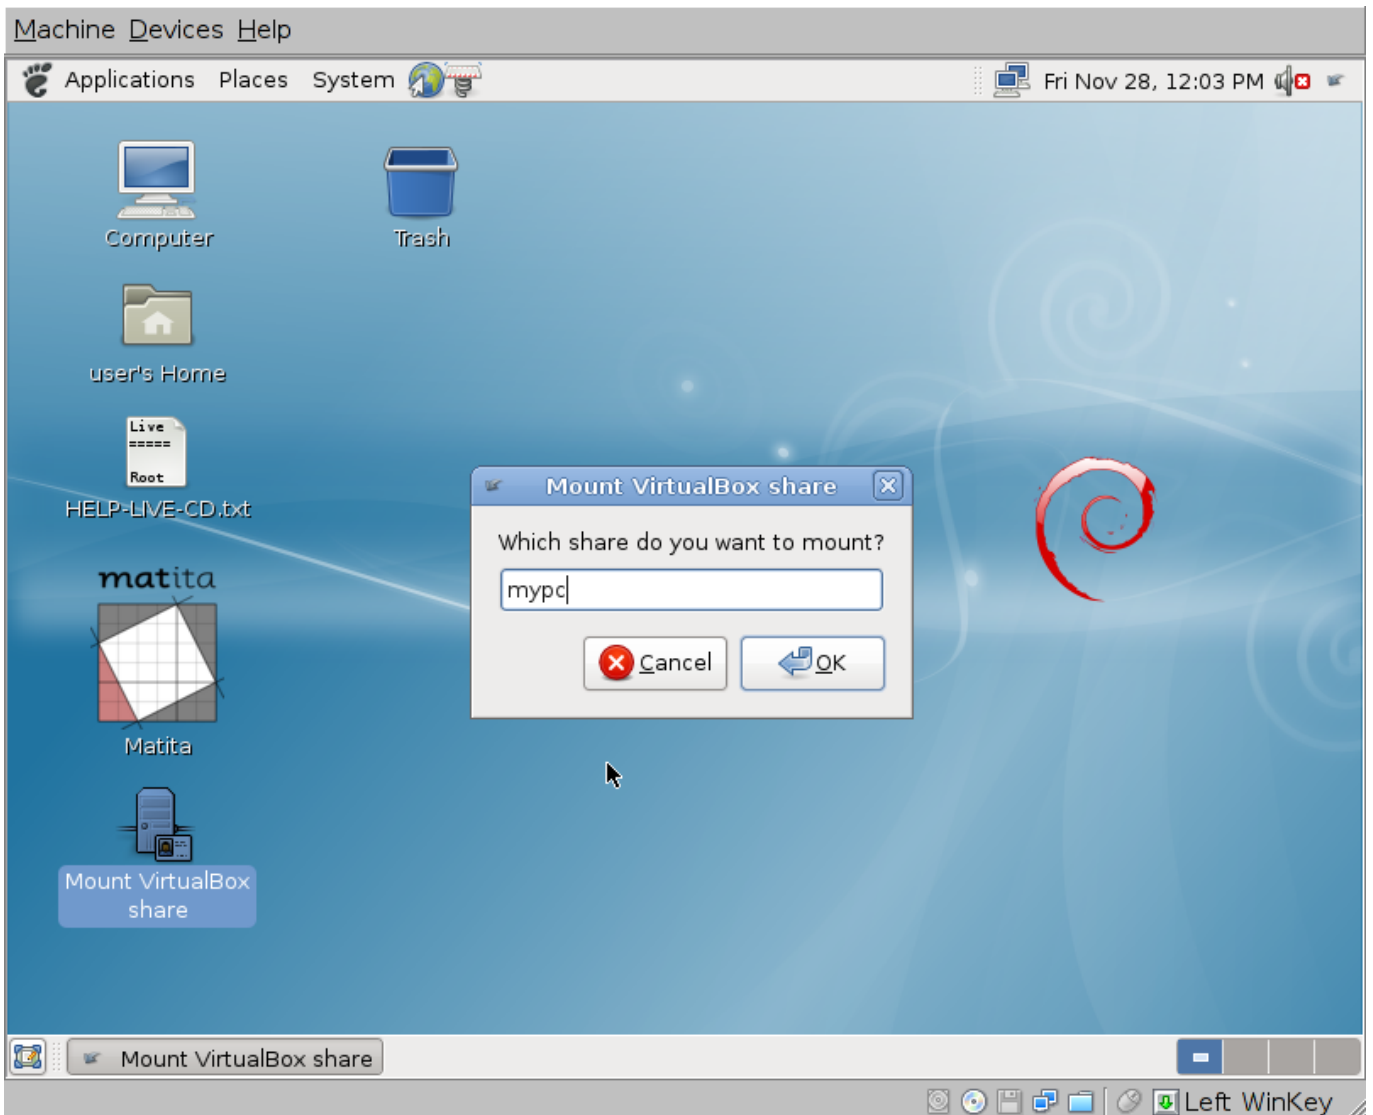 Machine Devices Help
Applications Places System Fri Nov 28, 12:03 PM
Computer
Trash
user's Home
Live
=====
Root
HELP-LIVE-CD.txt
Mount VirtualBox share
Which share do you want to mount?
mypc
Cancel OK
matita
Matita
Mount VirtualBox
share
Mount VirtualBox share
Left WinKey